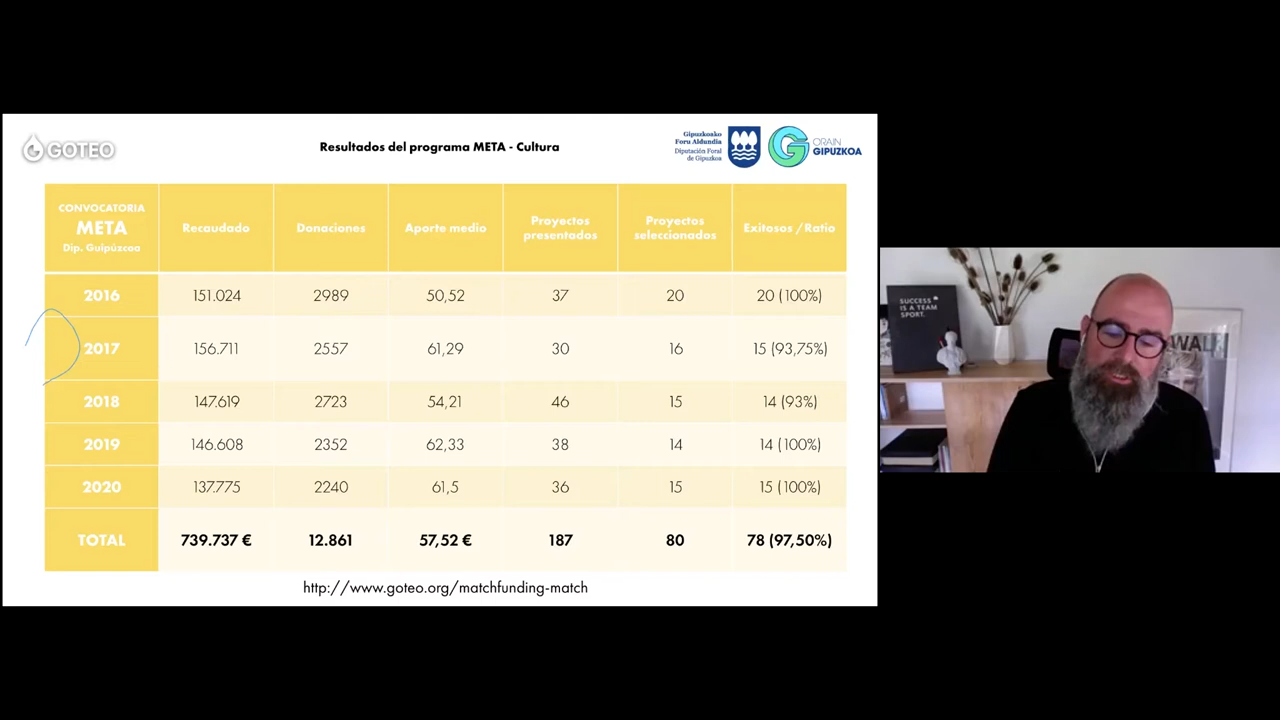 GOTEO
Resultados del programa META - Cultura
Gipuzkoako
Foru Aldundia
Diputación Foral
de Gipuzkoa
ORAIN
GIPUZKOA
CONVOCATORIA
META
Dip. Guipúzcoa
Recaudado
Donaciones
Aporte medio
Proyectos
presentados
Proyectos
seleccionados
Exitosos /Ratio
2016 151.024 2989 50,52 37 20 20 (100%)
2017 156.711 2557 61,29 30 16 15 (93,75%)
2018 147.619 2723 54,21 46 15 14 (93%)
2019 146.608 2352 62,33 38 14 14 (100%)
2020 137.775 2240 61,5 36 15 15 (100%)
TOTAL 739.737 € 12.861 57,52 € 187 80 78 (97,50%)
http://www.goteo.org/matchfunding-match
SUCCESS
IS A TEAM
SPORT.
WALK